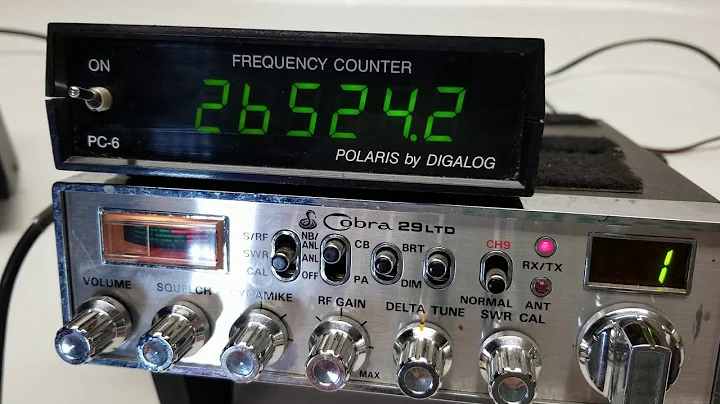 ON
FREQUENCY COUNTER
26524.2
PC-6
POLARIS by DIGALOG
Cobra 29 LTD
S/RF
SWR
CAL
NB/
ANL
ANL
OFF
CB
PA
BRT
DIM
CH9
NORMAL
RX/TX
ANT
SWR CAL
1
VOLUME
SQUELCH
DYNAMIKE
RF GAIN
MAX
DELTA TUNE